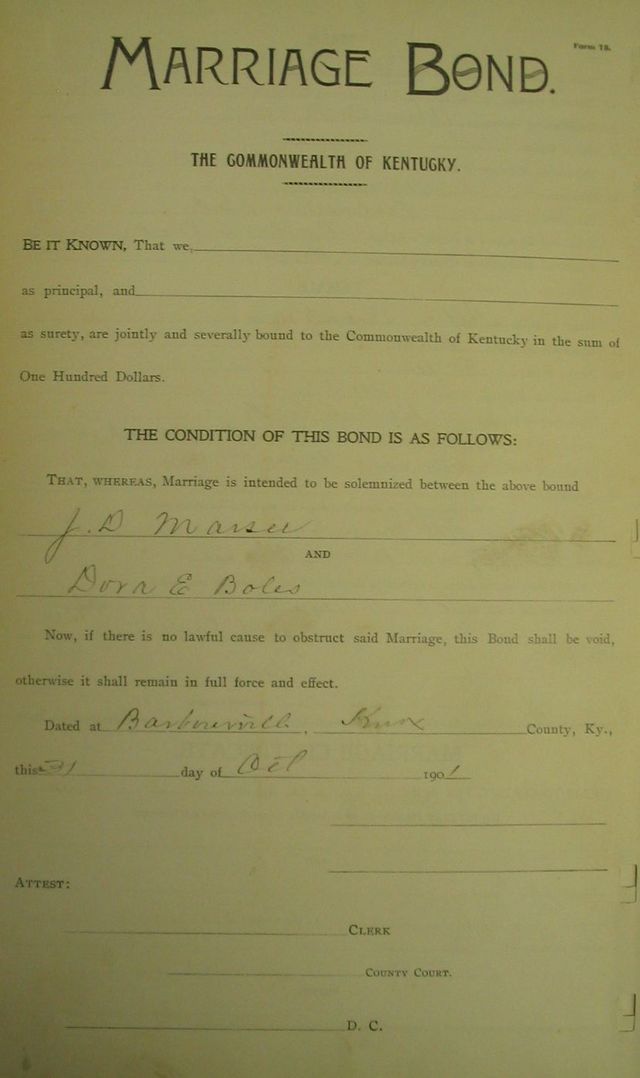 Form 18.
MARRIAGE BOND.
THE COMMONWEALTH OF KENTUCKY.
BE IT KNOWN, That we,
as principal, and
as surety, are jointly and severally bound to the Commonwealth of Kentucky in the sum of
One Hundred Dollars.
THE CONDITION OF THIS BOND IS AS FOLLOWS:
THAT, WHEREAS, Marriage is intended to be solemnized between the above bound
J. D Marsee
AND
Dora E Boles
Now, if there is no lawful cause to obstruct said Marriage, this Bond shall be void,
otherwise it shall remain in full force and effect.
Dated at Barbourville, Knox County, Ky.,
this 31 day of Oct 1901
ATTEST:
CLERK
COUNTY COURT.
D. C.